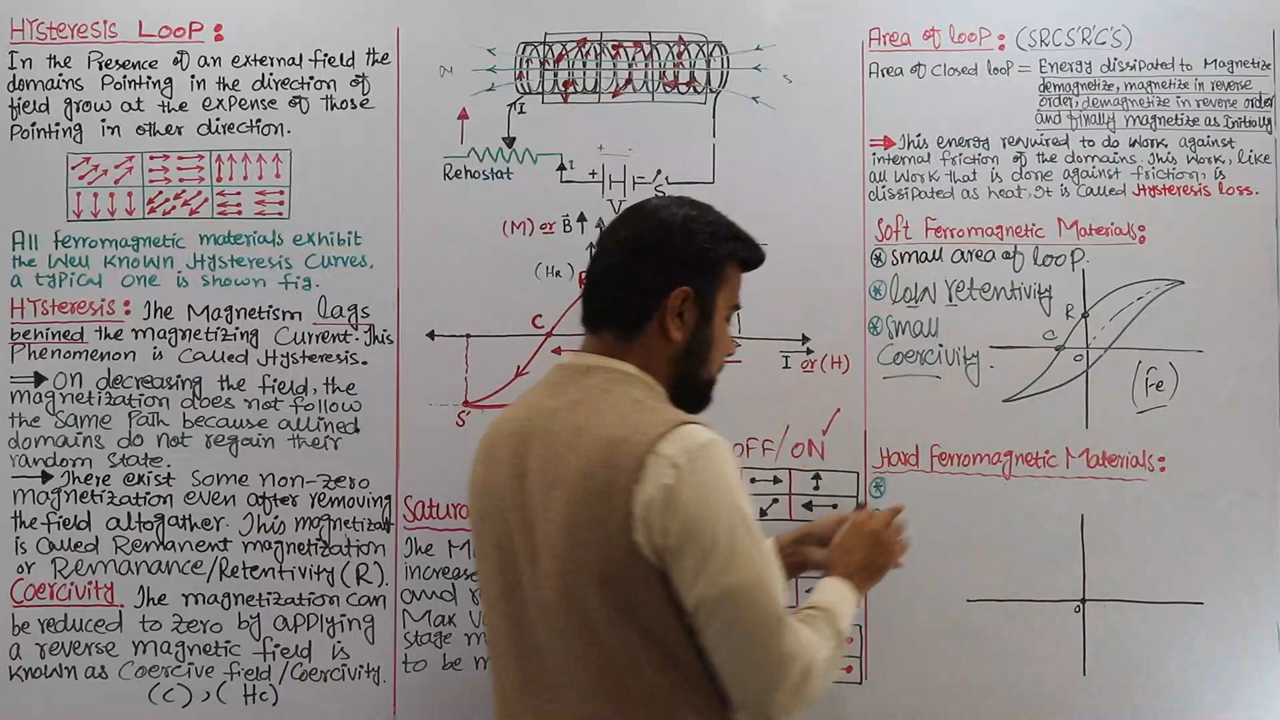 Hysteresis Loop:
In the Presence of an external field the
domains Pointing in the direction of
field grow at the expense of those
Pointing in other direction.
All ferromagnetic materials exhibit
the well known Hysteresis Curves.
a typical one is shown fig.
Hysteresis: The Magnetism lags
behined the magnetizing Current. This
Phenomenon is Called Hysteresis.
⇒ On decreasing the field, the
magnetization does not follow
the same Path because allined
domains do not regain their
random state.
→ There exist Some non-zero
magnetization even after removing
the field altogather. This magnetizat
is called Remanent magnetization
or Remanance/Retentivity (R).
Coercivity The magnetization can
be reduced to zero by applying
a reverse magnetic field is
known as Coercive field/Coercivity.
(C), (Hc)
N
S
I
Rehostat
I
+ -
+
-
V
S
(M) or B
(HR)
C
I or (H)
S'
OFF/ON
Satura
The M
increase
and r
Max V
stage m
to be m
Area of loop: (SRCS'R'C'S)
Area of Closed loop = Energy dissipated to Magnetize
demagnetize, magnetize in reverse
order, demagnetize in reverse order
and finally magnetize as Initially
⇒ This energy required to do work against
internal friction of the domains. This work, like
all work that is done against friction, is
dissipated as heat, It is called Hysteresis loss.
Soft Ferromagnetic Materials:
* small area of loop.
* low retentivity
* small
Coercivity.
R
C
O
(Fe)
Hard Ferromagnetic Materials:
*
O